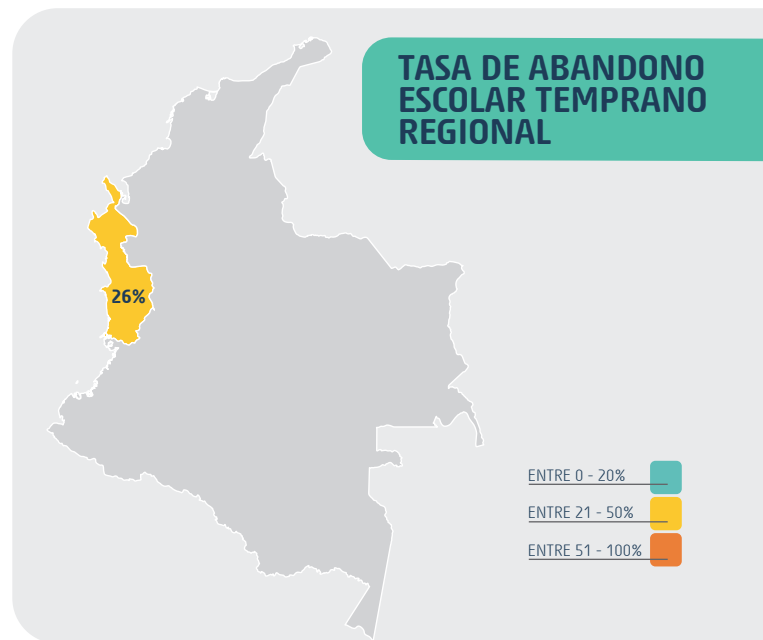 TASA DE ABANDONO
ESCOLAR TEMPRANO
REGIONAL
26%
ENTRE 0 - 20%
ENTRE 21 - 50%
ENTRE 51 - 100%